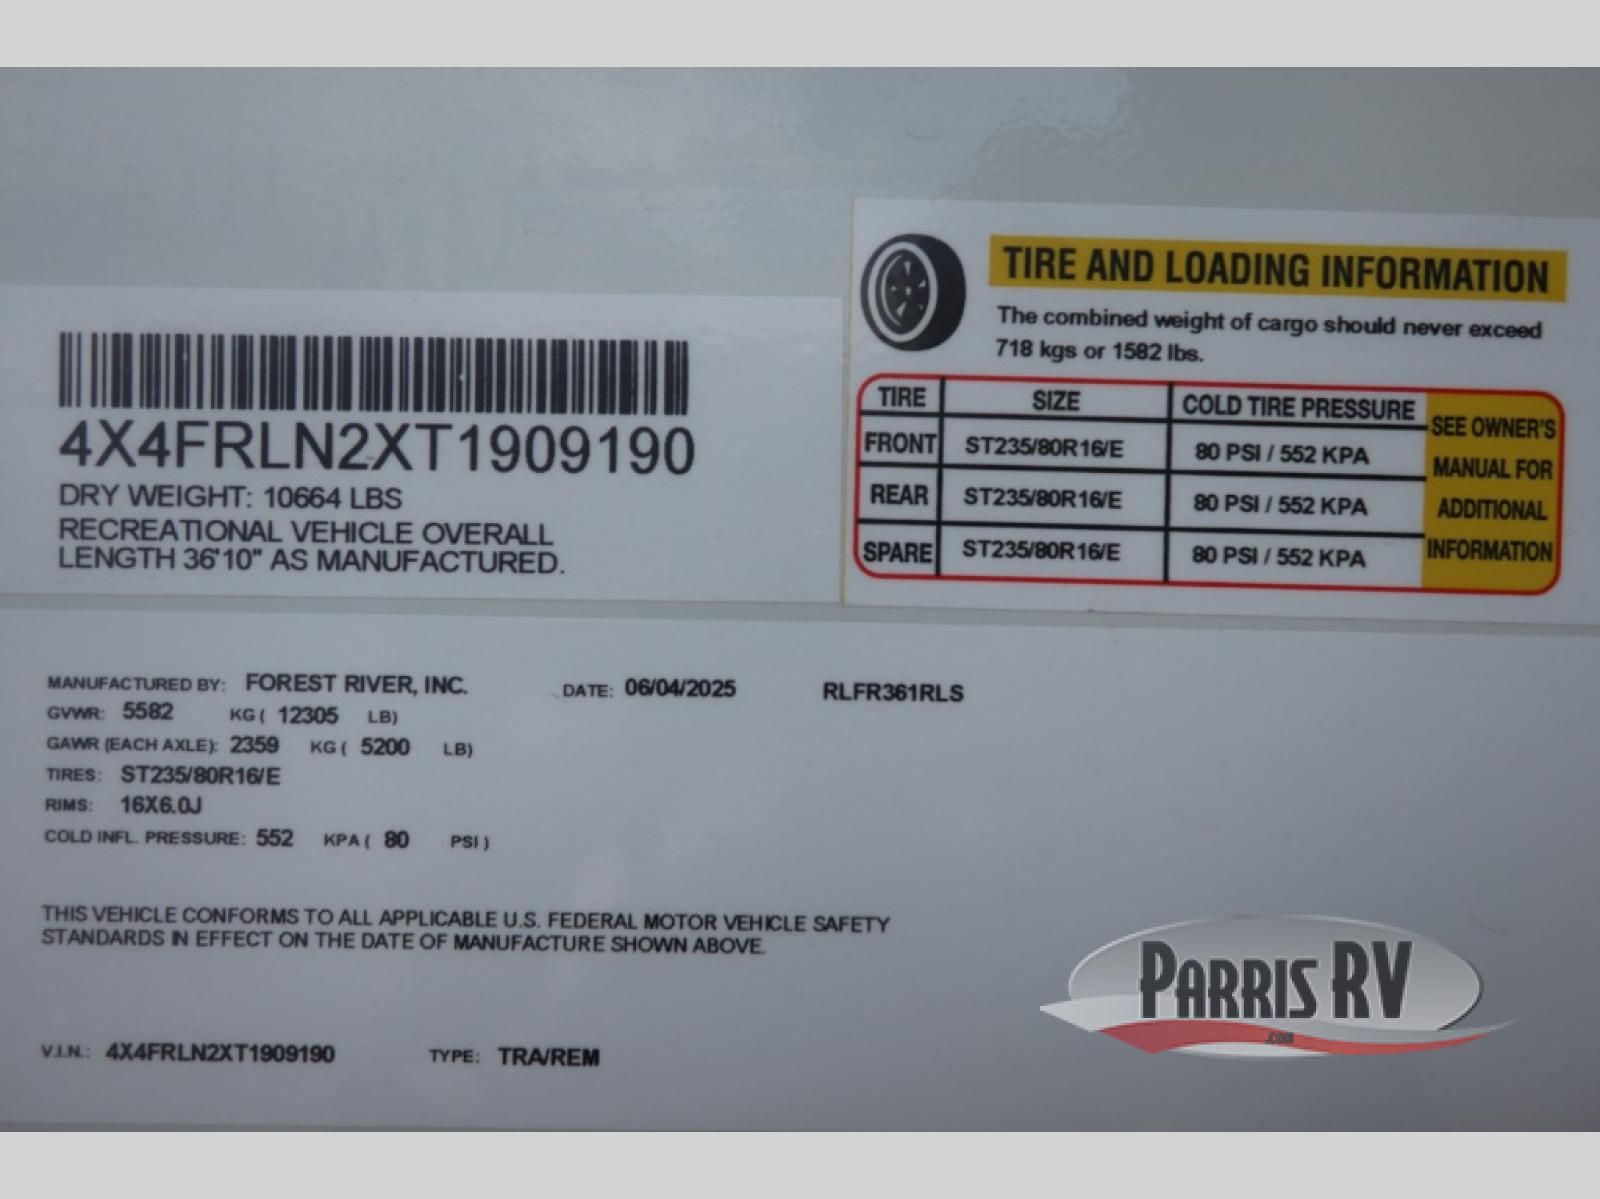 TIRE AND LOADING INFORMATION
The combined weight of cargo should never exceed
718 kgs or 1582 lbs.
TIRE SIZE COLD TIRE PRESSURE
FRONT ST235/80R16/E 80 PSI / 552 KPA
REAR ST235/80R16/E 80 PSI / 552 KPA
SPARE ST235/80R16/E 80 PSI / 552 KPA
SEE OWNER'S
MANUAL FOR
ADDITIONAL
INFORMATION
4X4FRLN2XT1909190
DRY WEIGHT: 10664 LBS
RECREATIONAL VEHICLE OVERALL
LENGTH 36'10" AS MANUFACTURED.
MANUFACTURED BY: FOREST RIVER, INC. DATE: 06/04/2025 RLFR361RLS
GVWR: 5582 KG ( 12305 LB)
GAWR (EACH AXLE): 2359 KG ( 5200 LB)
TIRES: ST235/80R16/E
RIMS: 16X6.0J
COLD INFL. PRESSURE: 552 KPA ( 80 PSI )
THIS VEHICLE CONFORMS TO ALL APPLICABLE U.S. FEDERAL MOTOR VEHICLE SAFETY
STANDARDS IN EFFECT ON THE DATE OF MANUFACTURE SHOWN ABOVE.
V.I.N.: 4X4FRLN2XT1909190 TYPE: TRA/REM
PARRIS RV
.COM